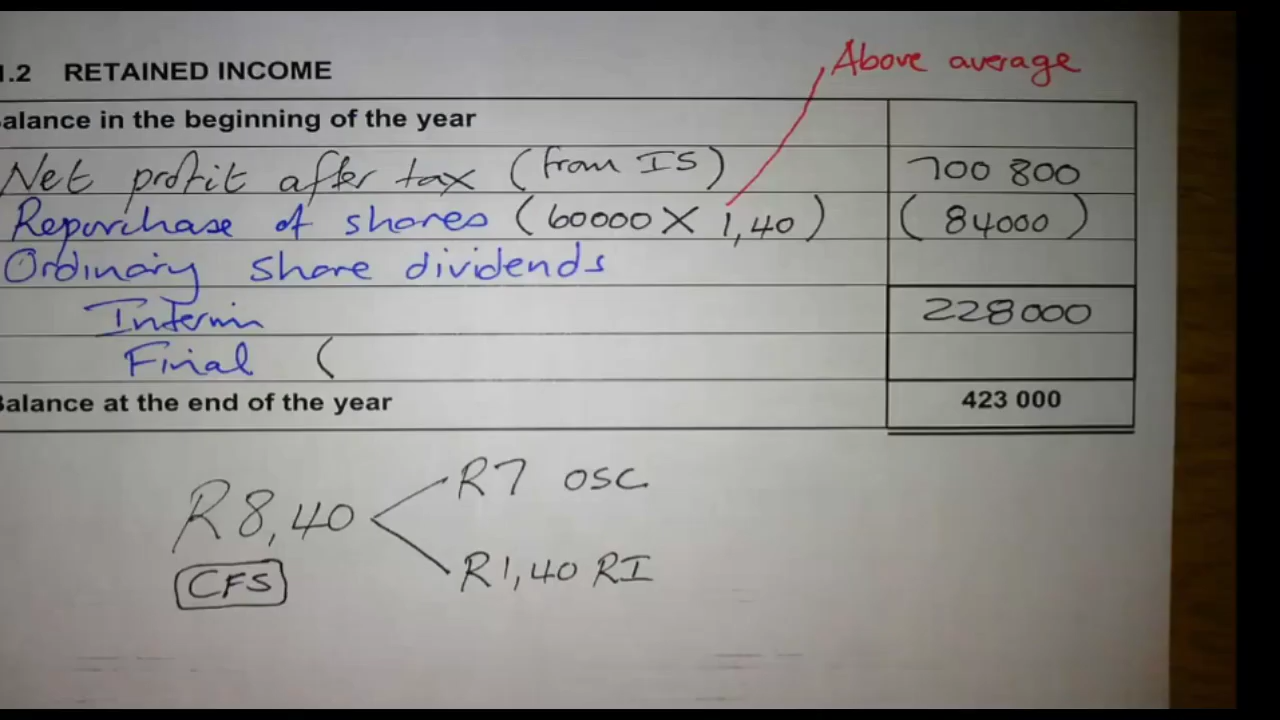 1.2 RETAINED INCOME
Above average
alance in the beginning of the year
Net profit after tax (from IS) 700 800
Repurchase of shares (60000 X 1,40) (84000)
Ordinary share dividends
Interim 228000
Final (
Balance at the end of the year 423 000
R7 OSC
R8,40
R1,40 RI
CFS